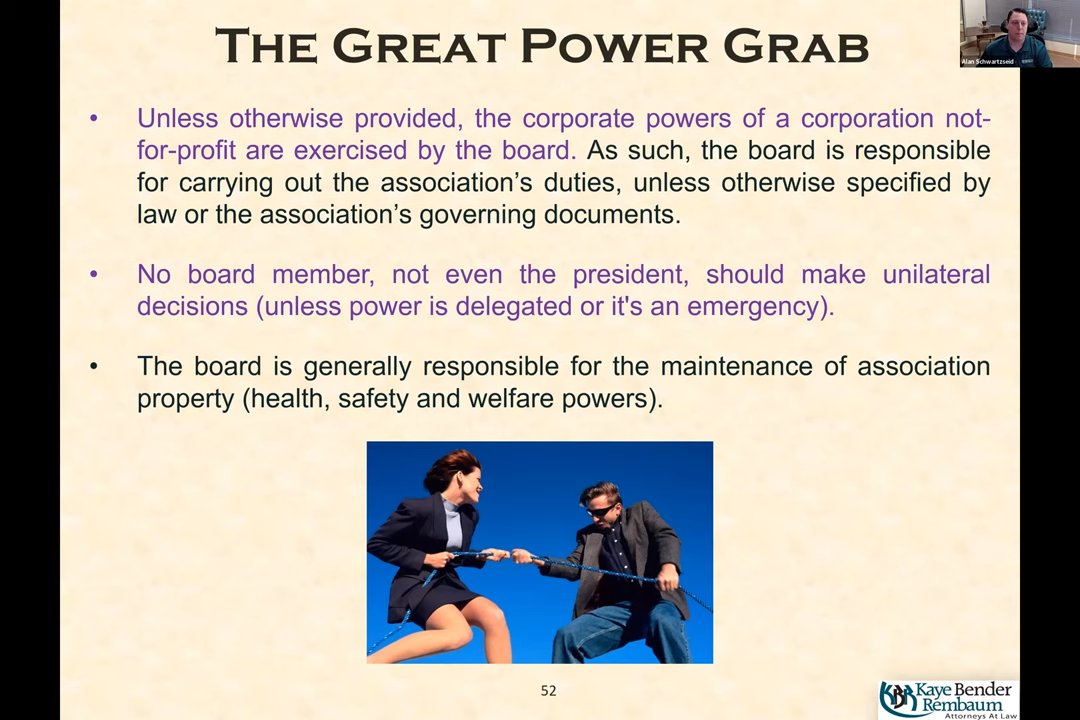 THE GREAT POWER GRAB
Alan Schwartzseid
• Unless otherwise provided, the corporate powers of a corporation not-
for-profit are exercised by the board. As such, the board is responsible
for carrying out the association's duties, unless otherwise specified by
law or the association's governing documents.
• No board member, not even the president, should make unilateral
decisions (unless power is delegated or it's an emergency).
• The board is generally responsible for the maintenance of association
property (health, safety and welfare powers).
52
KBR Kaye Bender
Rembaum
Attorneys At Law